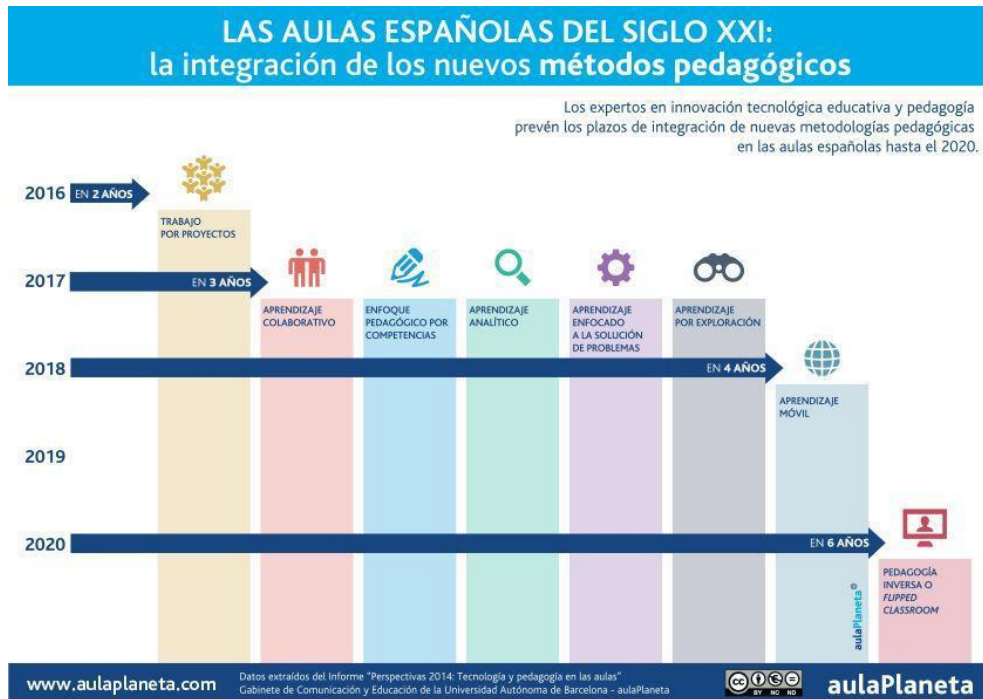 LAS AULAS ESPAÑOLAS DEL SIGLO XXI:
la integración de los nuevos métodos pedagógicos
Los expertos en innovación tecnológica educativa y pedagogía
prevén los plazos de integración de nuevas metodologías pedagógicas
en las aulas españolas hasta el 2020.
2016 EN 2 AÑOS
TRABAJO
POR PROYECTOS
2017 EN 3 AÑOS
APRENDIZAJE
COLABORATIVO
ENFOQUE
PEDAGÓGICO POR
COMPETENCIAS
APRENDIZAJE
ANALÍTICO
APRENDIZAJE
ENFOCADO
A LA SOLUCIÓN
DE PROBLEMAS
APRENDIZAJE
POR EXPLORACIÓN
2018 EN 4 AÑOS
APRENDIZAJE
MÓVIL
2019
2020 EN 6 AÑOS
PEDAGOGÍA
INVERSA O
FLIPPED
CLASSROOM
aulaPlaneta
www.aulaplaneta.com
Datos extraídos del Informe "Perspectivas 2014: Tecnología y pedagogía en las aulas"
Gabinete de Comunicación y Educación de la Universidad Autónoma de Barcelona - aulaPlaneta
cc
BY NC ND
aulaPlaneta